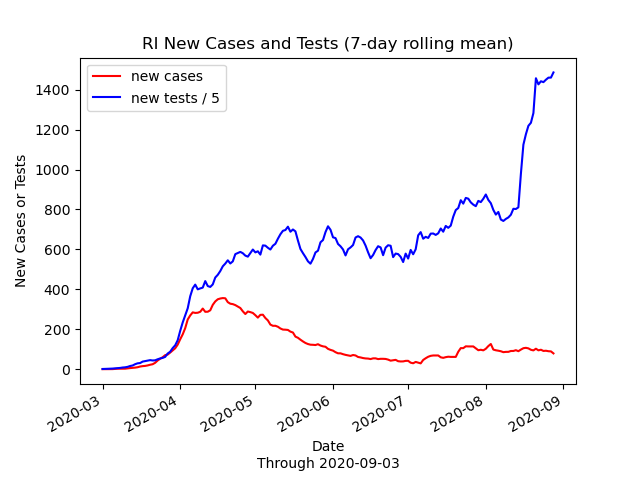 RI New Cases and Tests (7-day rolling mean)
new cases
new tests / 5
1400
1200
1000
800
600
400
200
0
New Cases or Tests
2020-03
2020-04
2020-05
2020-06
2020-07
2020-08
2020-09
Date
Through 2020-09-03